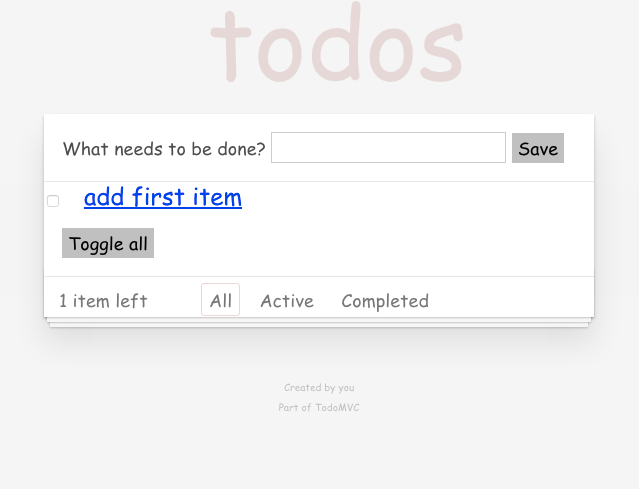 todos
What needs to be done? Save
add first item
Toggle all
1 item left All Active Completed
Created by you
Part of TodoMVC